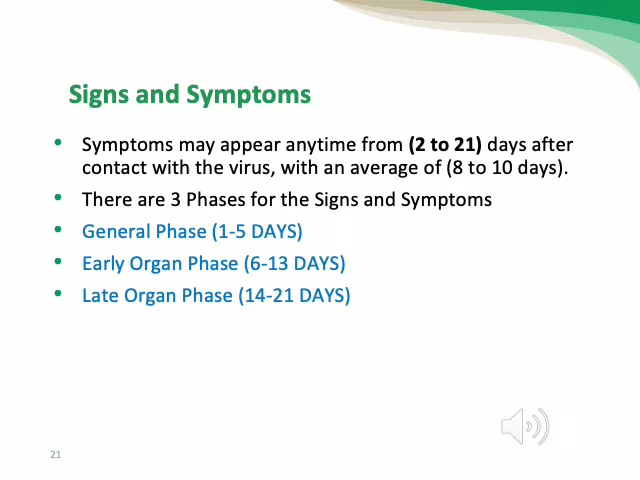 Signs and Symptoms
• Symptoms may appear anytime from (2 to 21) days after
contact with the virus, with an average of (8 to 10 days).
• There are 3 Phases for the Signs and Symptoms
• General Phase (1-5 DAYS)
• Early Organ Phase (6-13 DAYS)
• Late Organ Phase (14-21 DAYS)
21